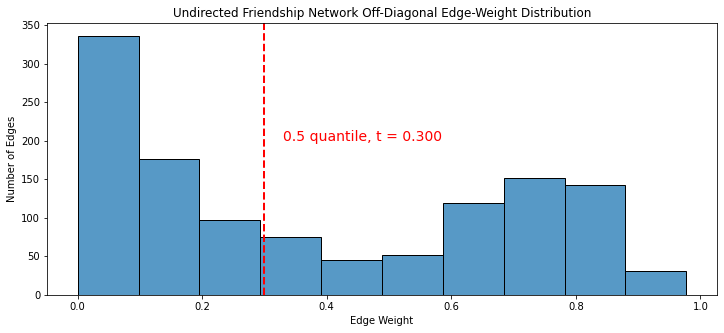 Undirected Friendship Network Off-Diagonal Edge-Weight Distribution
350
300
250
200
150
100
50
0
Number of Edges
0.5 quantile, t = 0.300
0.0 0.2 0.4 0.6 0.8 1.0
Edge Weight